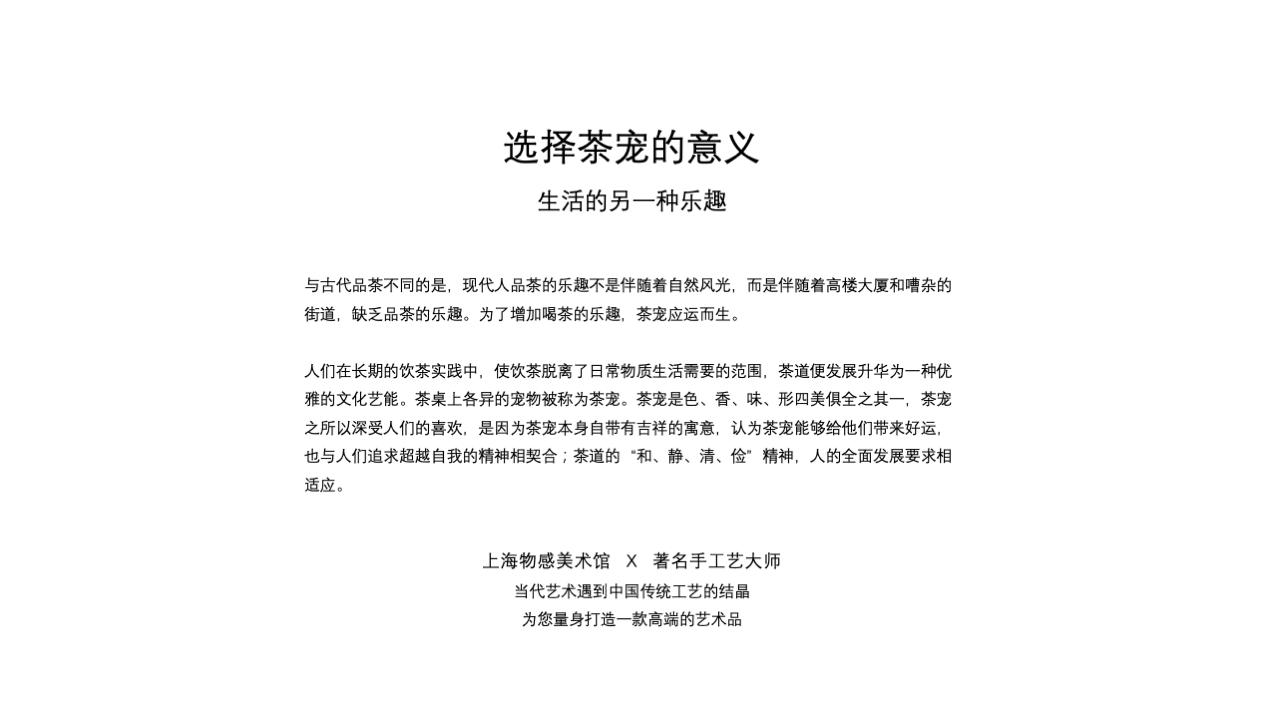 选择茶宠的意义
生活的另一种乐趣
与古代品茶不同的是，现代人品茶的乐趣不是伴随着自然风光，而是伴随着高楼大厦和嘈杂的
街道，缺乏品茶的乐趣。为了增加喝茶的乐趣，茶宠应运而生。
人们在长期的饮茶实践中，使饮茶脱离了日常物质生活需要的范围，茶道便发展升华为一种优
雅的文化艺能。茶桌上各异的宠物被称为茶宠。茶宠是色、香、味、形四美俱全之其一，茶宠
之所以深受人们的喜欢，是因为茶宠本身自带有吉祥的寓意，认为茶宠能够给他们带来好运，
也与人们追求超越自我的精神相契合；茶道的“和、静、清、俭”精神，人的全面发展要求相
适应。
上海物感美术馆 X 著名手工艺大师
当代艺术遇到中国传统工艺的结晶
为您量身打造一款高端的艺术品